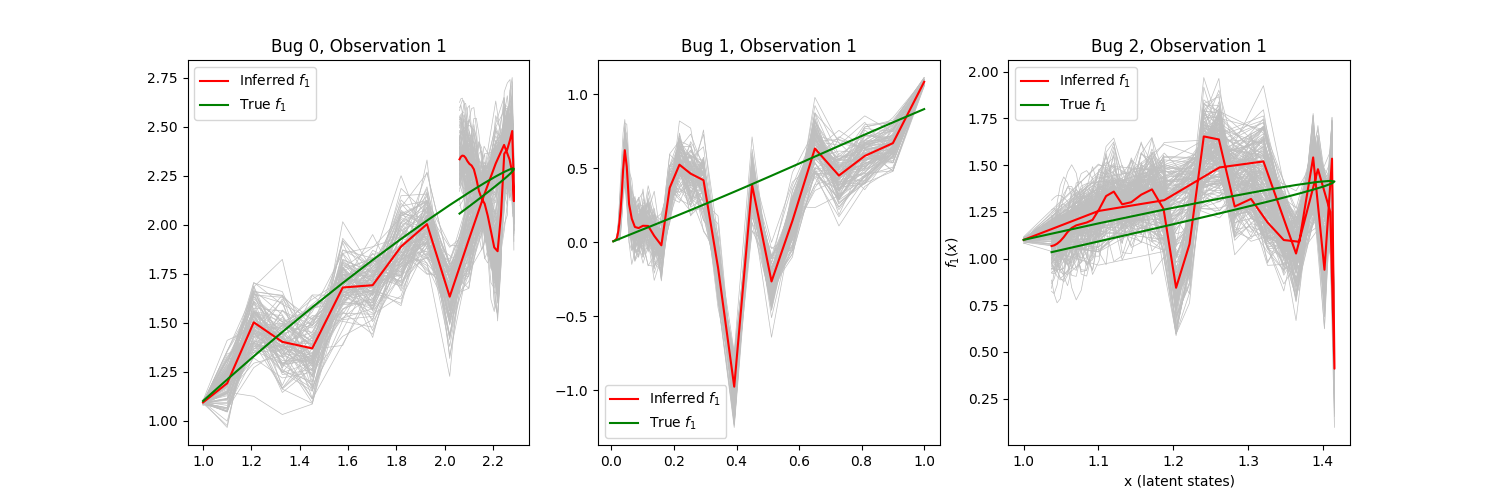 Bug 0, Observation 1
Inferred f₁
True f₁
2.75
2.50
2.25
2.00
1.75
1.50
1.25
1.00
1.0 1.2 1.4 1.6 1.8 2.0 2.2
Bug 1, Observation 1
1.0
0.5
0.0
−0.5
−1.0
Inferred f₁
True f₁
0.0 0.2 0.4 0.6 0.8 1.0
Bug 2, Observation 1
Inferred f₁
True f₁
f₁(x)
2.00
1.75
1.50
1.25
1.00
0.75
0.50
0.25
1.0 1.1 1.2 1.3 1.4
x (latent states)